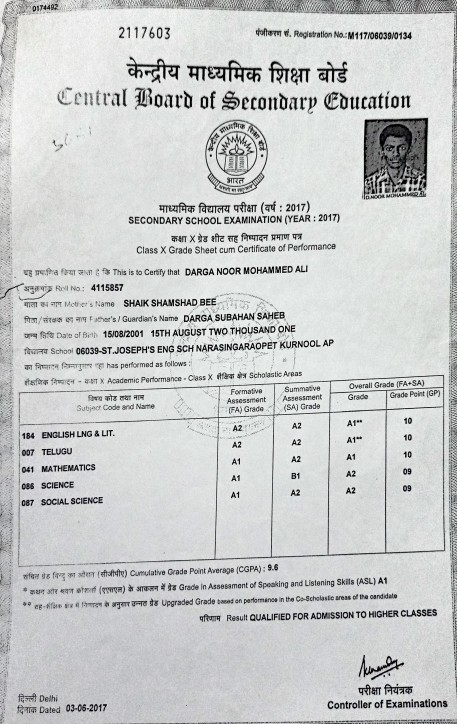 0174492
2117603
पंजीकरण सं. Registration No.: M117/06039/0134
केन्द्रीय माध्यमिक शिक्षा बोर्ड
Central Board of Secondary Education
केन्द्रीय माध्यमिक शिक्षा बोर्ड
भारत
D.NOOR MOHAMMED ALI
माध्यमिक विद्यालय परीक्षा (वर्ष : 2017)
SECONDARY SCHOOL EXAMINATION (YEAR : 2017)
कक्षा X ग्रेड शीट सह निष्पादन प्रमाण पत्र
Class X Grade Sheet cum Certificate of Performance
यह प्रमाणित किया जाता है कि This is to Certify that DARGA NOOR MOHAMMED ALI
अनुक्रमांक Roll No.: 4115857
माता का नाम Mother's Name SHAIK SHAMSHAD BEE
पिता/संरक्षक का नाम Father's / Guardian's Name DARGA SUBAHAN SAHEB
जन्म तिथि Date of Birth 15/08/2001 15TH AUGUST TWO THOUSAND ONE
विद्यालय School 06039-ST.JOSEPH'S ENG SCH NARASINGARAOPET KURNOOL AP
का निष्पादन निम्नानुसार रहा has performed as follows :
शैक्षणिक निष्पादन - कक्षा X Academic Performance - Class X शैक्षिक क्षेत्र Scholastic Areas
विषय कोड तथा नाम Subject Code and Name Formative Assessment (FA) Grade Summative Assessment (SA) Grade Overall Grade (FA+SA) Grade Grade Point (GP)
184 ENGLISH LNG & LIT. A2 A2 A1** 10
007 TELUGU A2 A2 A1** 10
041 MATHEMATICS A1 A2 A1 10
086 SCIENCE A1 B1 A2 09
087 SOCIAL SCIENCE A1 A2 A2 09
संचित ग्रेड बिन्दु का औसत (सीजीपीए) Cumulative Grade Point Average (CGPA) : 9.6
* कथन और श्रवण कौशलों (एएसएल) के आकलन में ग्रेड Grade in Assessment of Speaking and Listening Skills (ASL) A1
** सह-शैक्षिक क्षेत्र में निष्पादन के अनुसार उन्नत ग्रेड Upgraded Grade based on performance in the Co-Scholastic areas of the candidate
परिणाम Result QUALIFIED FOR ADMISSION TO HIGHER CLASSES
दिल्ली Delhi
दिनांक Dated 03-06-2017
परीक्षा नियंत्रक
Controller of Examinations